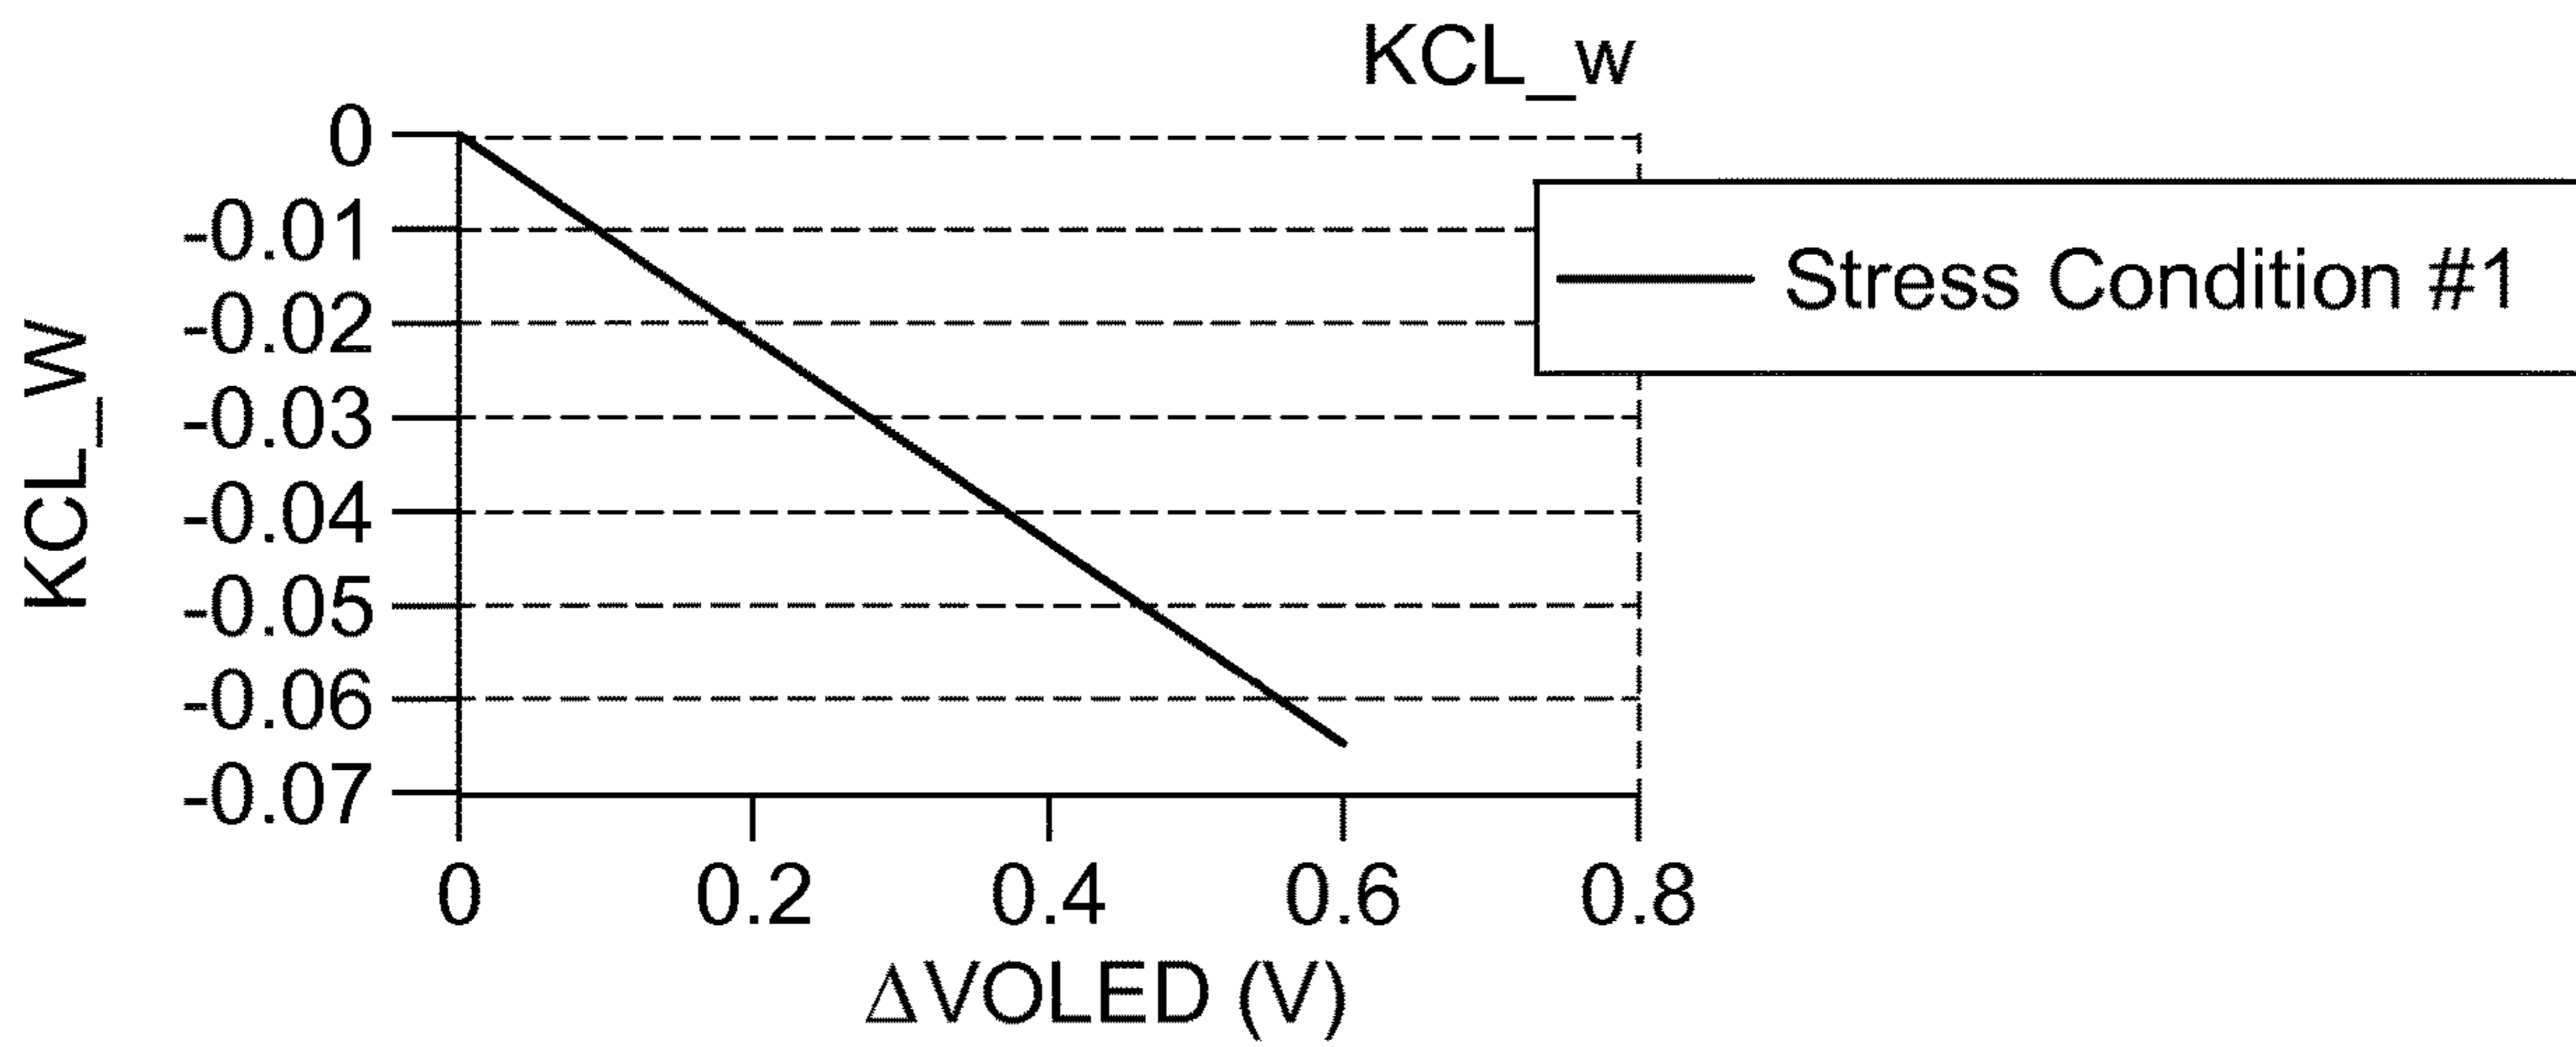 KCL_w
0
-0.01
-0.02
-0.03
-0.04
-0.05
-0.06
-0.07
KCL_W
Stress Condition #1
0 0.2 0.4 0.6 0.8
ΔVOLED (V)